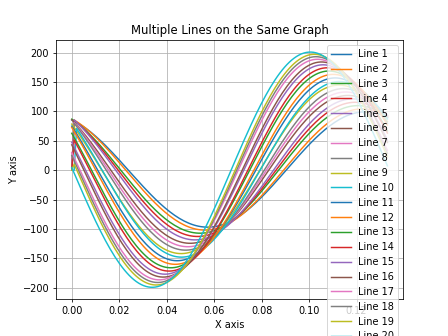 Multiple Lines on the Same Graph
Y axis
200
150
100
50
0
−50
−100
−150
−200
0.00
0.02
0.04
0.06
0.08
0.10
X axis
Line 1
Line 2
Line 3
Line 4
Line 5
Line 6
Line 7
Line 8
Line 9
Line 10
Line 11
Line 12
Line 13
Line 14
Line 15
Line 16
Line 17
Line 18
Line 19
Line 20